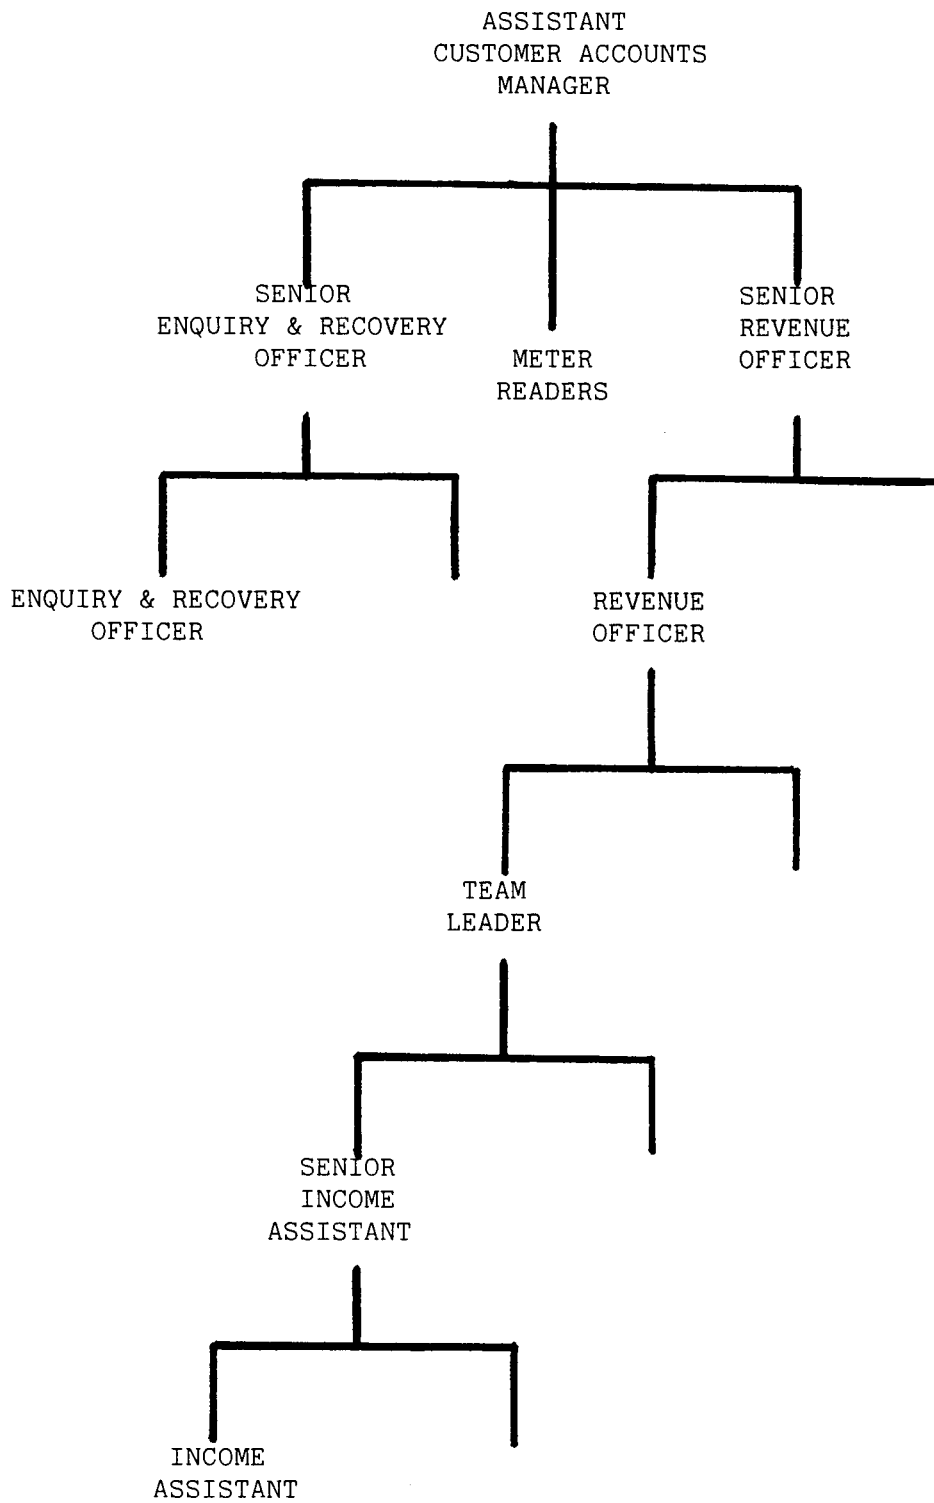 ASSISTANT
CUSTOMER ACCOUNTS
MANAGER
SENIOR
ENQUIRY & RECOVERY
OFFICER
METER
READERS
SENIOR
REVENUE
OFFICER
ENQUIRY & RECOVERY
OFFICER
REVENUE
OFFICER
TEAM
LEADER
SENIOR
INCOME
ASSISTANT
INCOME
ASSISTANT